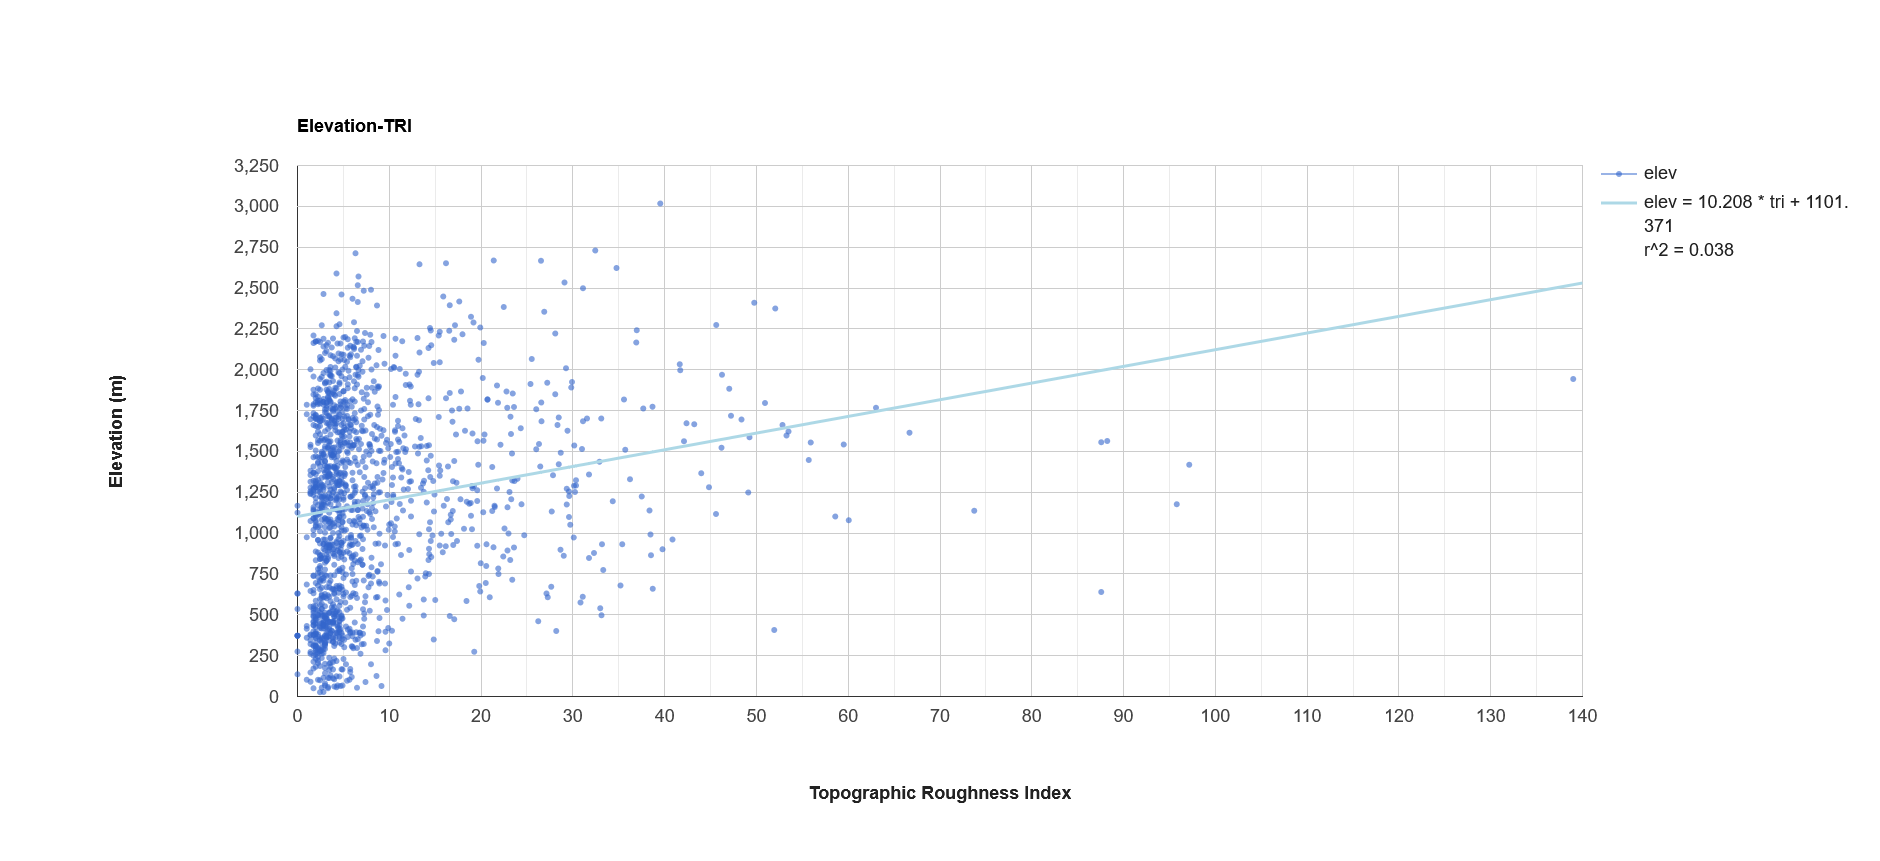 Elevation-TRI
3,250
3,000
2,750
2,500
2,250
2,000
1,750
1,500
1,250
1,000
750
500
250
0
Elevation (m)
0 10 20 30 40 50 60 70 80 90 100 110 120 130 140
Topographic Roughness Index
elev
elev = 10.208 * tri + 1101.
371
r^2 = 0.038